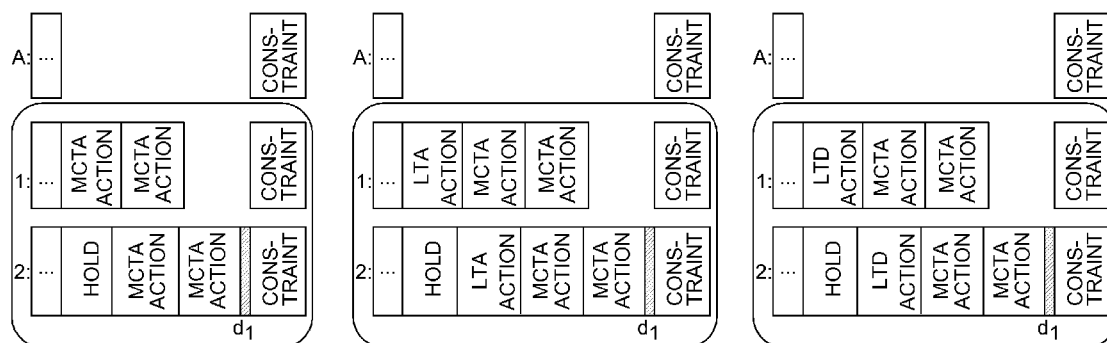 A: ... CONS-
TRAINT
A: ... CONS-
TRAINT
A: ... CONS-
TRAINT
1: ... MCTA
ACTION MCTA
ACTION CONS-
TRAINT
1: ... LTA
ACTION MCTA
ACTION MCTA
ACTION CONS-
TRAINT
1: ... LTD
ACTION MCTA
ACTION MCTA
ACTION CONS-
TRAINT
2: ... HOLD MCTA
ACTION MCTA
ACTION CONS-
TRAINT
d1
2: ... HOLD LTA
ACTION MCTA
ACTION MCTA
ACTION CONS-
TRAINT
d1
2: ... HOLD LTD
ACTION MCTA
ACTION MCTA
ACTION CONS-
TRAINT
d1